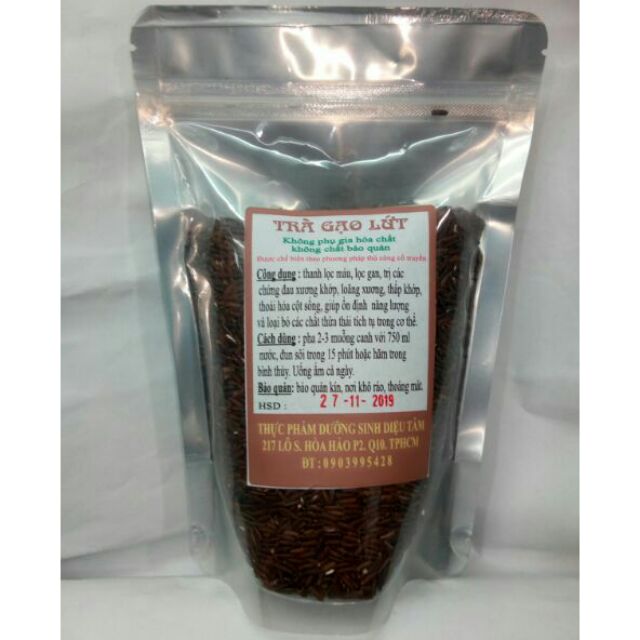 TRÀ GẠO LỨT
Không phụ gia hóa chất
không chất bảo quản
Được chế biến theo phương pháp thủ công cổ truyền
Công dụng : thanh lọc máu, lọc gan, trị các
chứng đau xương khớp, loãng xương, thấp khớp,
thoái hóa cột sống, giúp ổn định năng lượng
và loại bỏ các chất thừa thải tích tụ trong cơ thể.
Cách dùng : pha 2-3 muỗng canh với 750 ml
nước, đun sôi trong 15 phút hoặc hãm trong
bình thủy. Uống ấm cả ngày.
Bảo quản: bảo quản kín, nơi khô ráo, thoáng mát.
HSD : 27-11-2019
THỰC PHẨM DƯỠNG SINH DIỆU TÂM
217 LÔ S. HÒA HẢO P2. Q10. TPHCM
ĐT : 0903995428